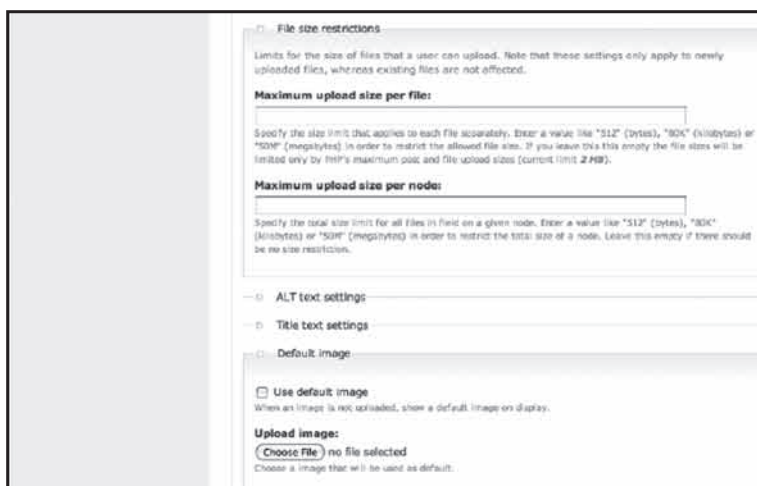 File size restrictions
Limits for the size of files that a user can upload. Note that these settings only apply to newly
uploaded files, whereas existing files are not affected.
Maximum upload size per file:
Specify the size limit that applies to each file separately. Enter a value like "512" (bytes), "80K" (kilobytes) or
"50M" (megabytes) in order to restrict the allowed file size. If you leave this this empty the file sizes will be
limited only by PHP's maximum post and file upload sizes (current limit 2 MB).
Maximum upload size per node:
Specify the total size limit for all files in field on a given node. Enter a value like "512" (bytes), "80K"
(kilobytes) or "50M" (megabytes) in order to restrict the total size of a node. Leave this empty if there should
be no size restriction.
ALT text settings
Title text settings
Default image
Use default image
When an image is not uploaded, show a default image on display.
Upload image:
Choose File no file selected
Choose a image that will be used as default.